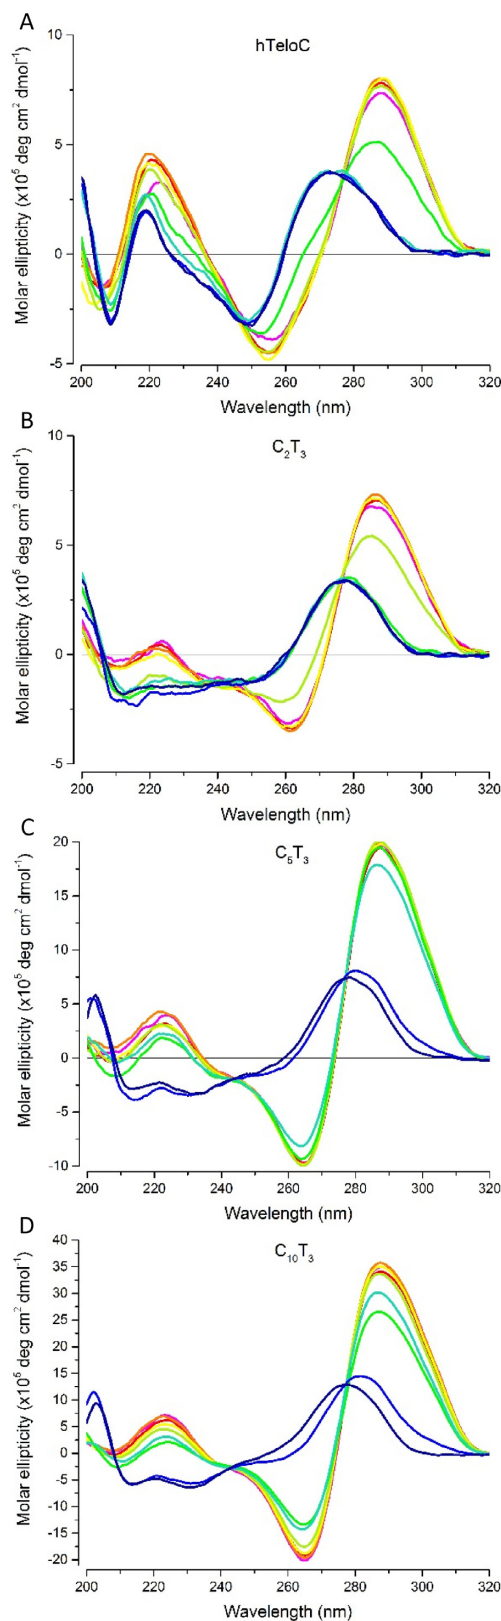 A
hTeloC
Molar ellipticity (x10⁵ deg cm² dmol⁻¹)
10
5
0
-5
200 220 240 260 280 300 320
Wavelength (nm)
B
C₂T₃
Molar ellipticity (x10⁵ deg cm² dmol⁻¹)
10
5
0
-5
200 220 240 260 280 300 320
Wavelength (nm)
C
C₅T₃
Molar ellipticity (x10⁵ deg cm² dmol⁻¹)
20
15
10
5
0
-5
-10
200 220 240 260 280 300 320
Wavelength (nm)
D
C₁₀T₃
Molar ellipticity (x10⁵ deg cm² dmol⁻¹)
40
35
30
25
20
15
10
5
0
-5
-10
-15
-20
200 220 240 260 280 300 320
Wavelength (nm)